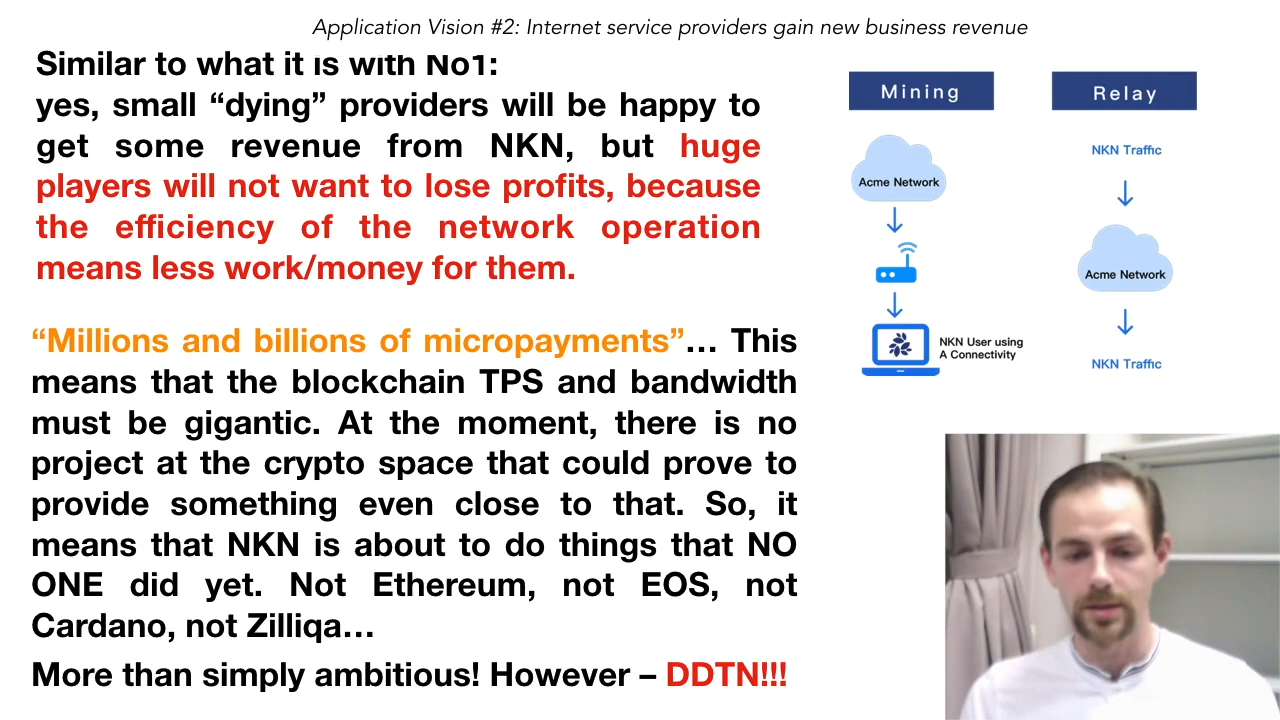 Application Vision #2: Internet service providers gain new business revenue
Similar to what it is with No1:
yes, small “dying” providers will be happy to
get some revenue from NKN, but huge
players will not want to lose profits, because
the efficiency of the network operation
means less work/money for them.
“Millions and billions of micropayments”... This
means that the blockchain TPS and bandwidth
must be gigantic. At the moment, there is no
project at the crypto space that could prove to
provide something even close to that. So, it
means that NKN is about to do things that NO
ONE did yet. Not Ethereum, not EOS, not
Cardano, not Zilliqa...
More than simply ambitious! However – DDTN!!!
Mining
Acme Network
NKN User using
A Connectivity
Relay
NKN Traffic
Acme Network
NKN Traffic